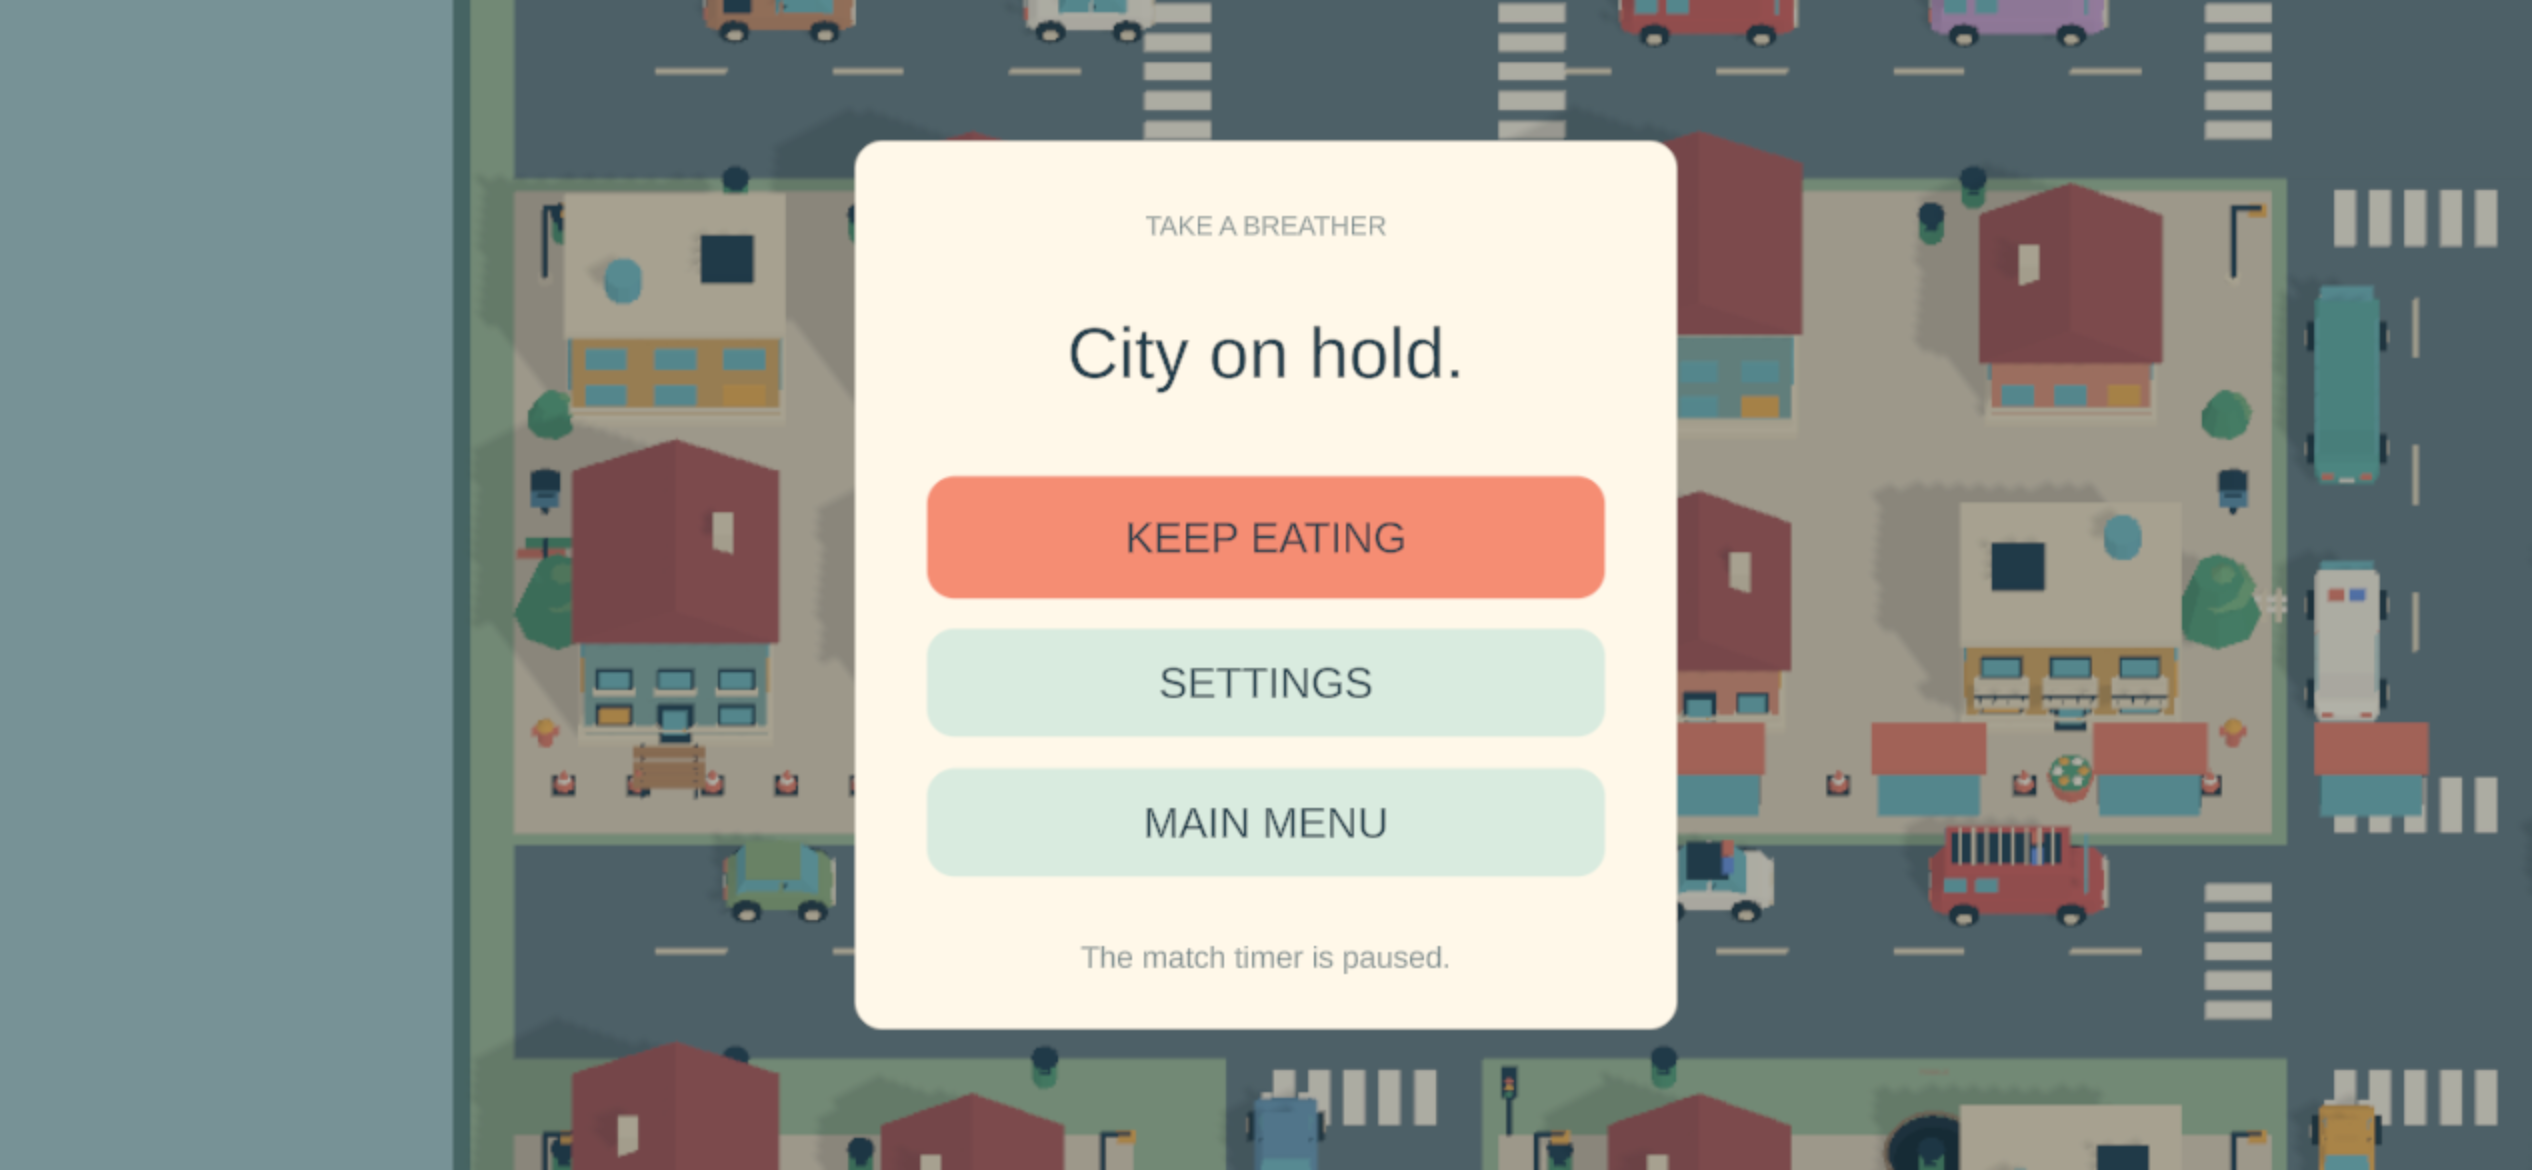 TAKE A BREATHER
City on hold.
KEEP EATING
SETTINGS
MAIN MENU
The match timer is paused.